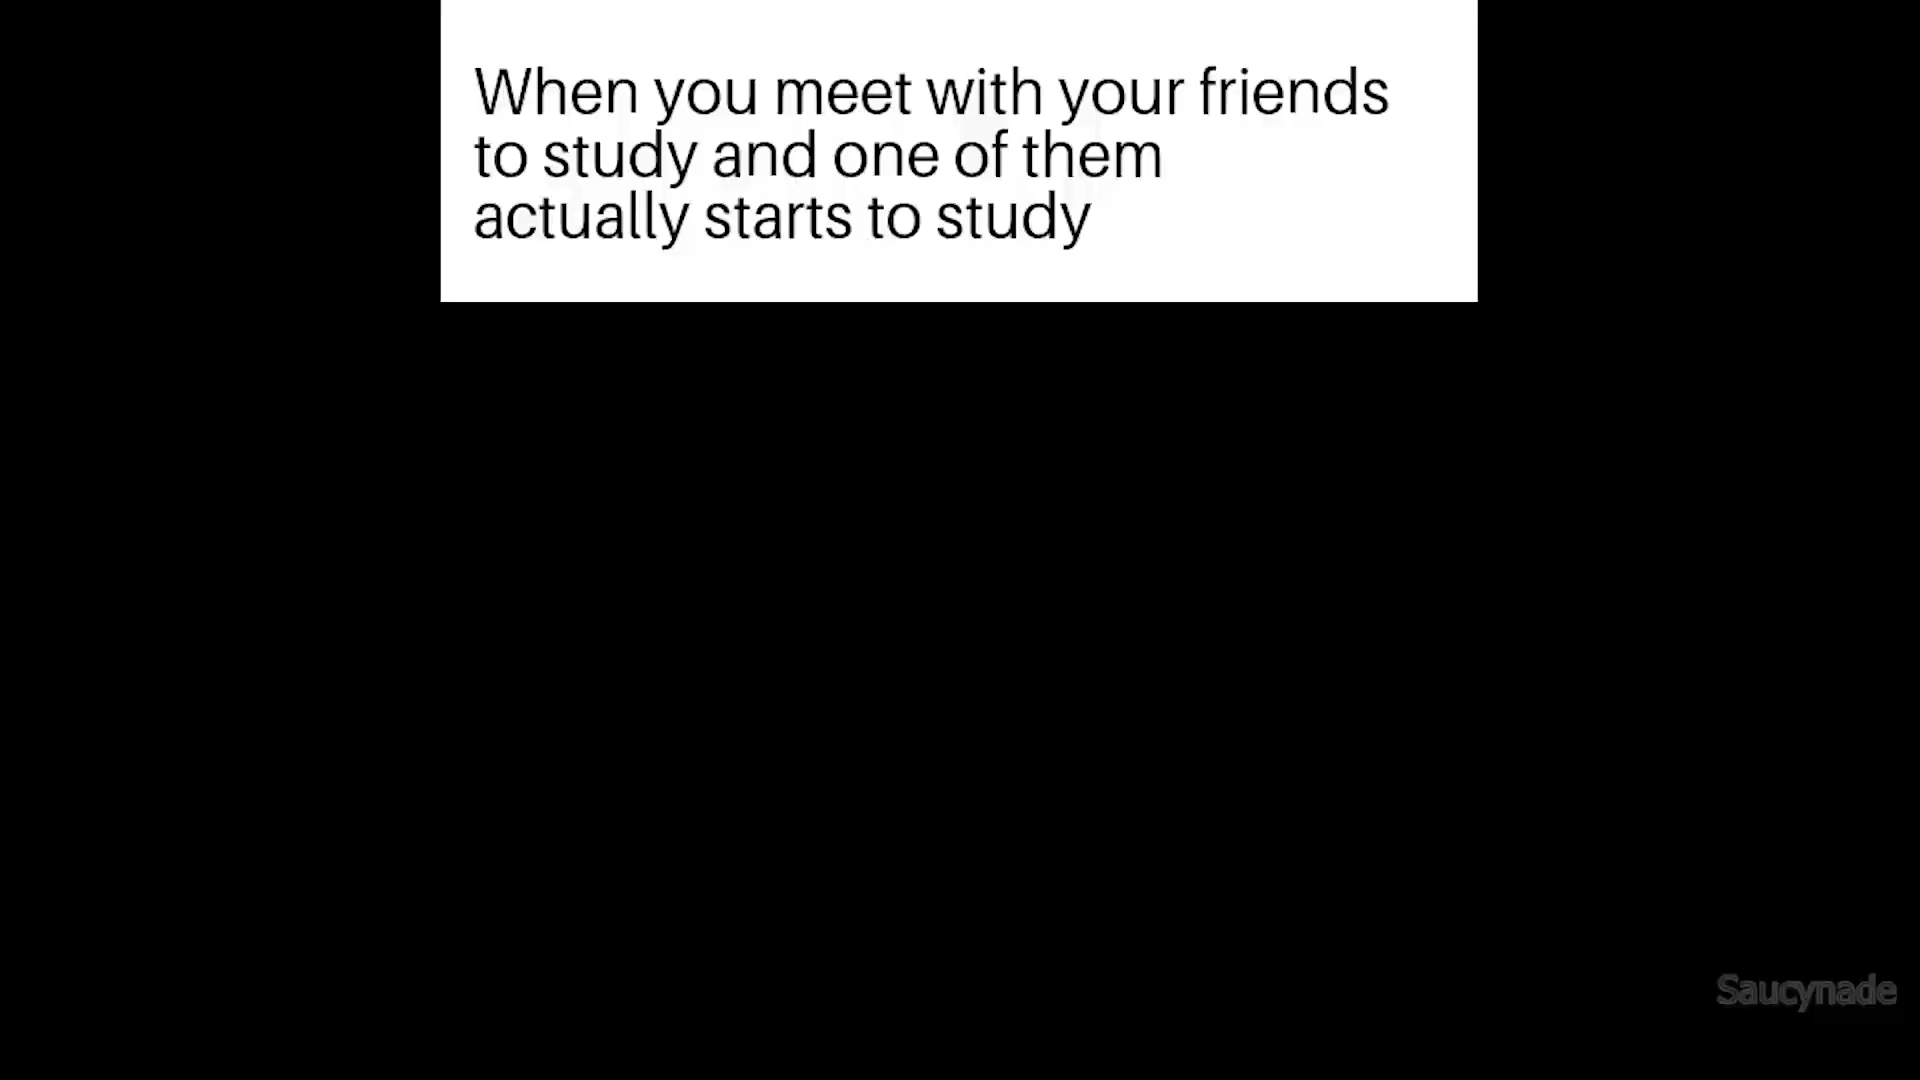 When you meet with your friends
to study and one of them
actually starts to study
Saucynade